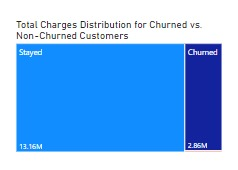 Total Charges Distribution for Churned vs.
Non-Churned Customers
Stayed
Churned
13.16M
2.86M